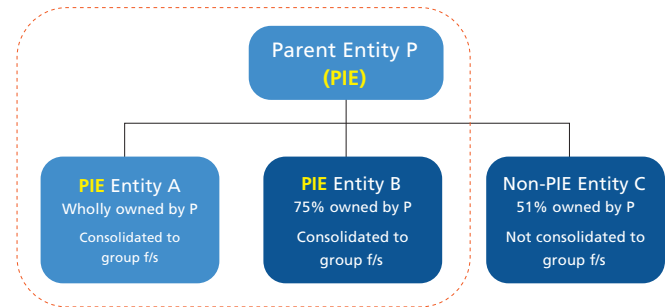 Parent Entity P
(PIE)
PIE Entity A
Wholly owned by P
Consolidated to
group f/s
PIE Entity B
75% owned by P
Consolidated to
group f/s
Non-PIE Entity C
51% owned by P
Not consolidated to
group f/s